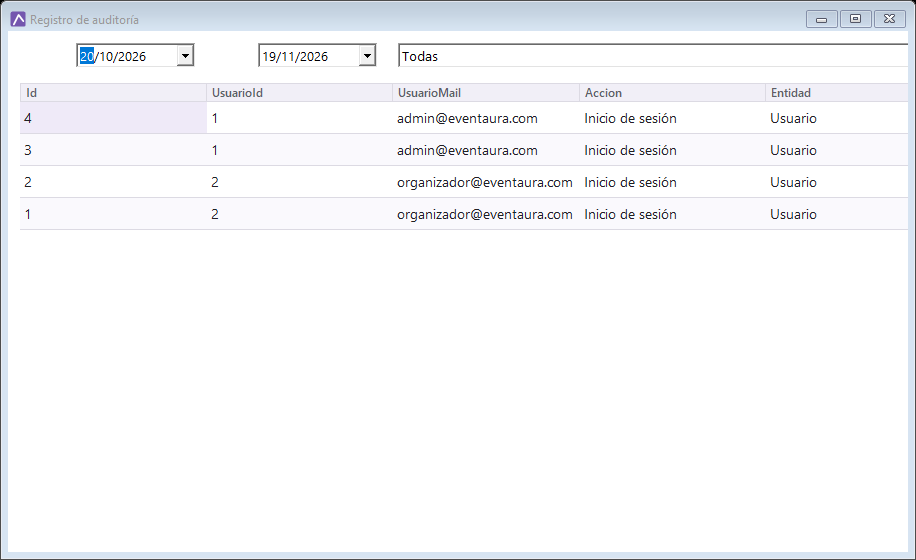 Registro de auditoría
20/10/2026 19/11/2026 Todas
Id UsuarioId UsuarioMail Accion Entidad
4 1 admin@eventaura.com Inicio de sesión Usuario
3 1 admin@eventaura.com Inicio de sesión Usuario
2 2 organizador@eventaura.com Inicio de sesión Usuario
1 2 organizador@eventaura.com Inicio de sesión Usuario